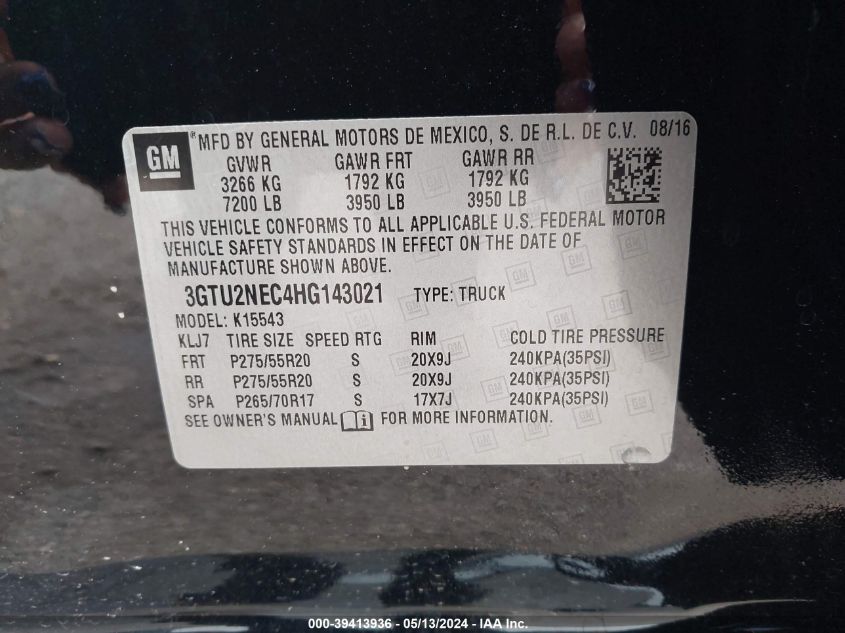 GM ® MFD BY GENERAL MOTORS DE MEXICO, S. DE R.L. DE C.V. 08/16
GVWR GAWR FRT GAWR RR
3266 KG 1792 KG 1792 KG
7200 LB 3950 LB 3950 LB
THIS VEHICLE CONFORMS TO ALL APPLICABLE U.S. FEDERAL MOTOR
VEHICLE SAFETY STANDARDS IN EFFECT ON THE DATE OF
MANUFACTURE SHOWN ABOVE.
3GTU2NEC4HG143021 TYPE: TRUCK
MODEL: K15543
KLJ7 TIRE SIZE SPEED RTG RIM COLD TIRE PRESSURE
FRT P275/55R20 S 20X9J 240KPA(35PSI)
RR P275/55R20 S 20X9J 240KPA(35PSI)
SPA P265/70R17 S 17X7J 240KPA(35PSI)
SEE OWNER'S MANUAL i FOR MORE INFORMATION.
000-39413936 - 05/13/2024 - IAA Inc.